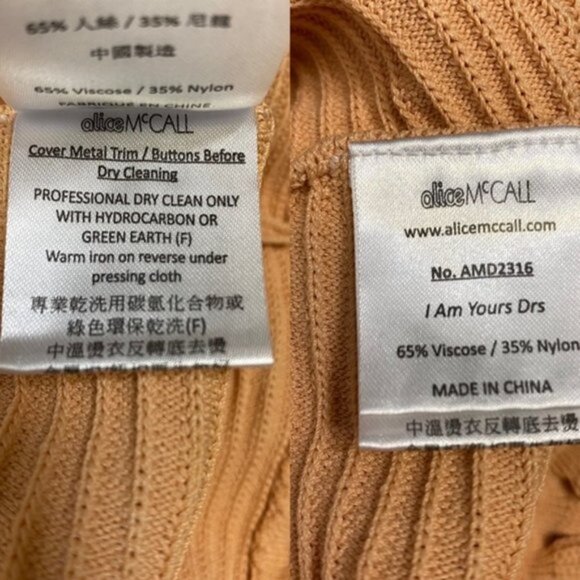 65% 人絲 / 35% 尼龍
中國製造
65% Viscose / 35% Nylon
FABRIQUE EN CHINE
alice McCALL
Cover Metal Trim / Buttons Before
Dry Cleaning
PROFESSIONAL DRY CLEAN ONLY
WITH HYDROCARBON OR
GREEN EARTH (F)
Warm iron on reverse under
pressing cloth
專業乾洗用碳氫化合物或
綠色環保乾洗(F)
中溫燙衣反轉底去燙
alice McCALL
www.alicemccall.com
No. AMD2316
I Am Yours Drs
65% Viscose / 35% Nylon
MADE IN CHINA
中溫燙衣反轉底去燙